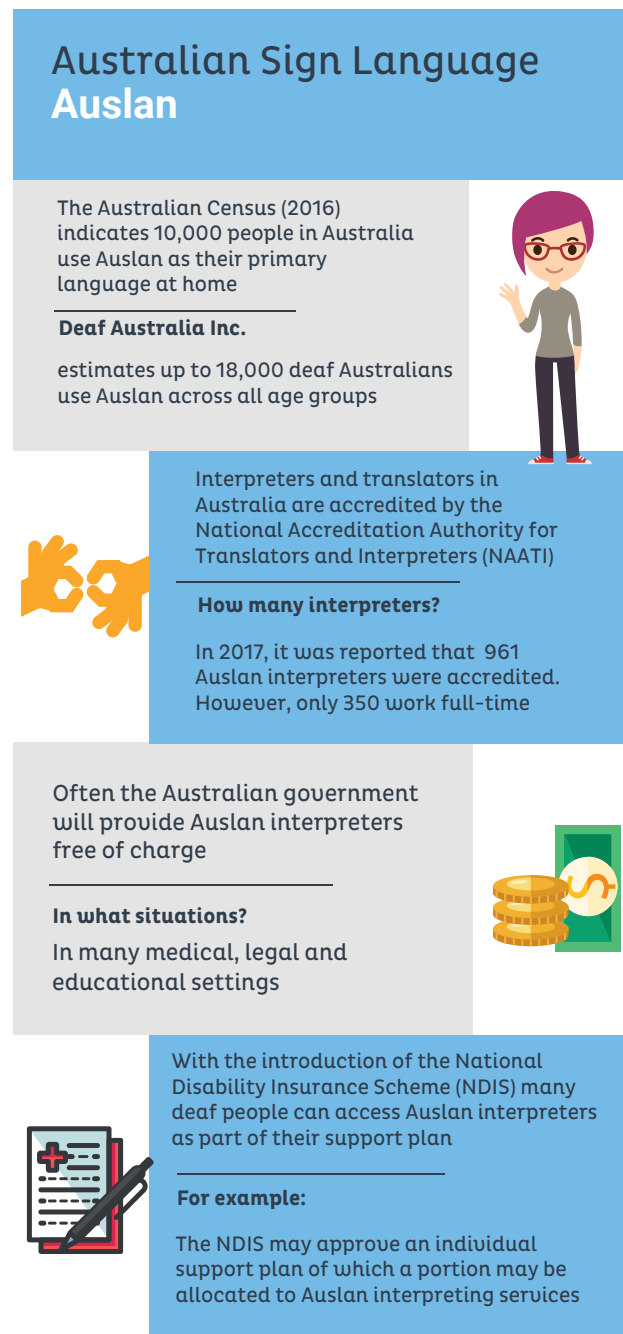 Australian Sign Language
Auslan
The Australian Census (2016)
indicates 10,000 people in Australia
use Auslan as their primary
language at home
Deaf Australia Inc.
estimates up to 18,000 deaf Australians
use Auslan across all age groups
Interpreters and translators in
Australia are accredited by the
National Accreditation Authority for
Translators and Interpreters (NAATI)
How many interpreters?
In 2017, it was reported that 961
Auslan interpreters were accredited.
However, only 350 work full-time
Often the Australian government
will provide Auslan interpreters
free of charge
In what situations?
In many medical, legal and
educational settings
With the introduction of the National
Disability Insurance Scheme (NDIS) many
deaf people can access Auslan interpreters
as part of their support plan
For example:
The NDIS may approve an individual
support plan of which a portion may be
allocated to Auslan interpreting services